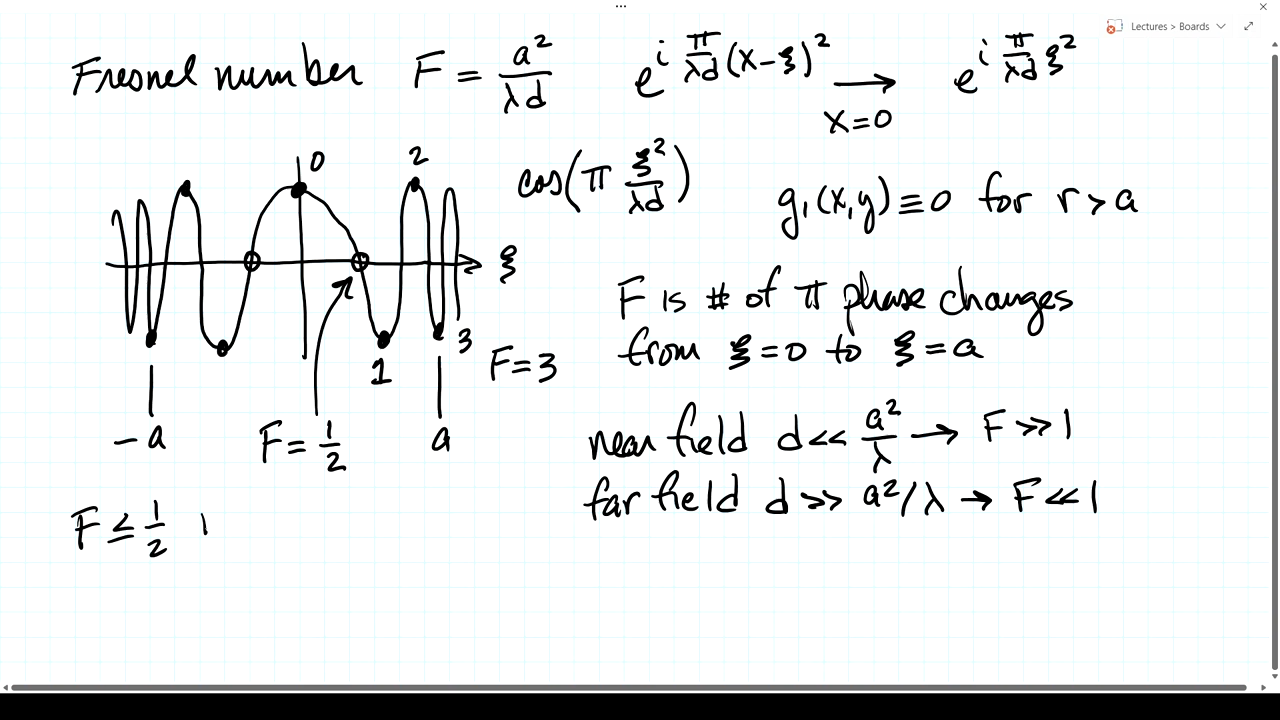 Lectures > Boards
Fresnel number F = a²/λd e^{i π/λd (x-ξ)²} → x=0 e^{i π/λd ξ²}
0 2 cos(π ξ²/λd)
g₁(x,y) ≡ 0 for r > a
ξ
F is # of π phase changes
from ξ=0 to ξ=a
1 3 F=3
-a F = 1/2 a
near field d << a²/λ → F >> 1
far field d >> a²/λ → F << 1
F ≤ 1/2